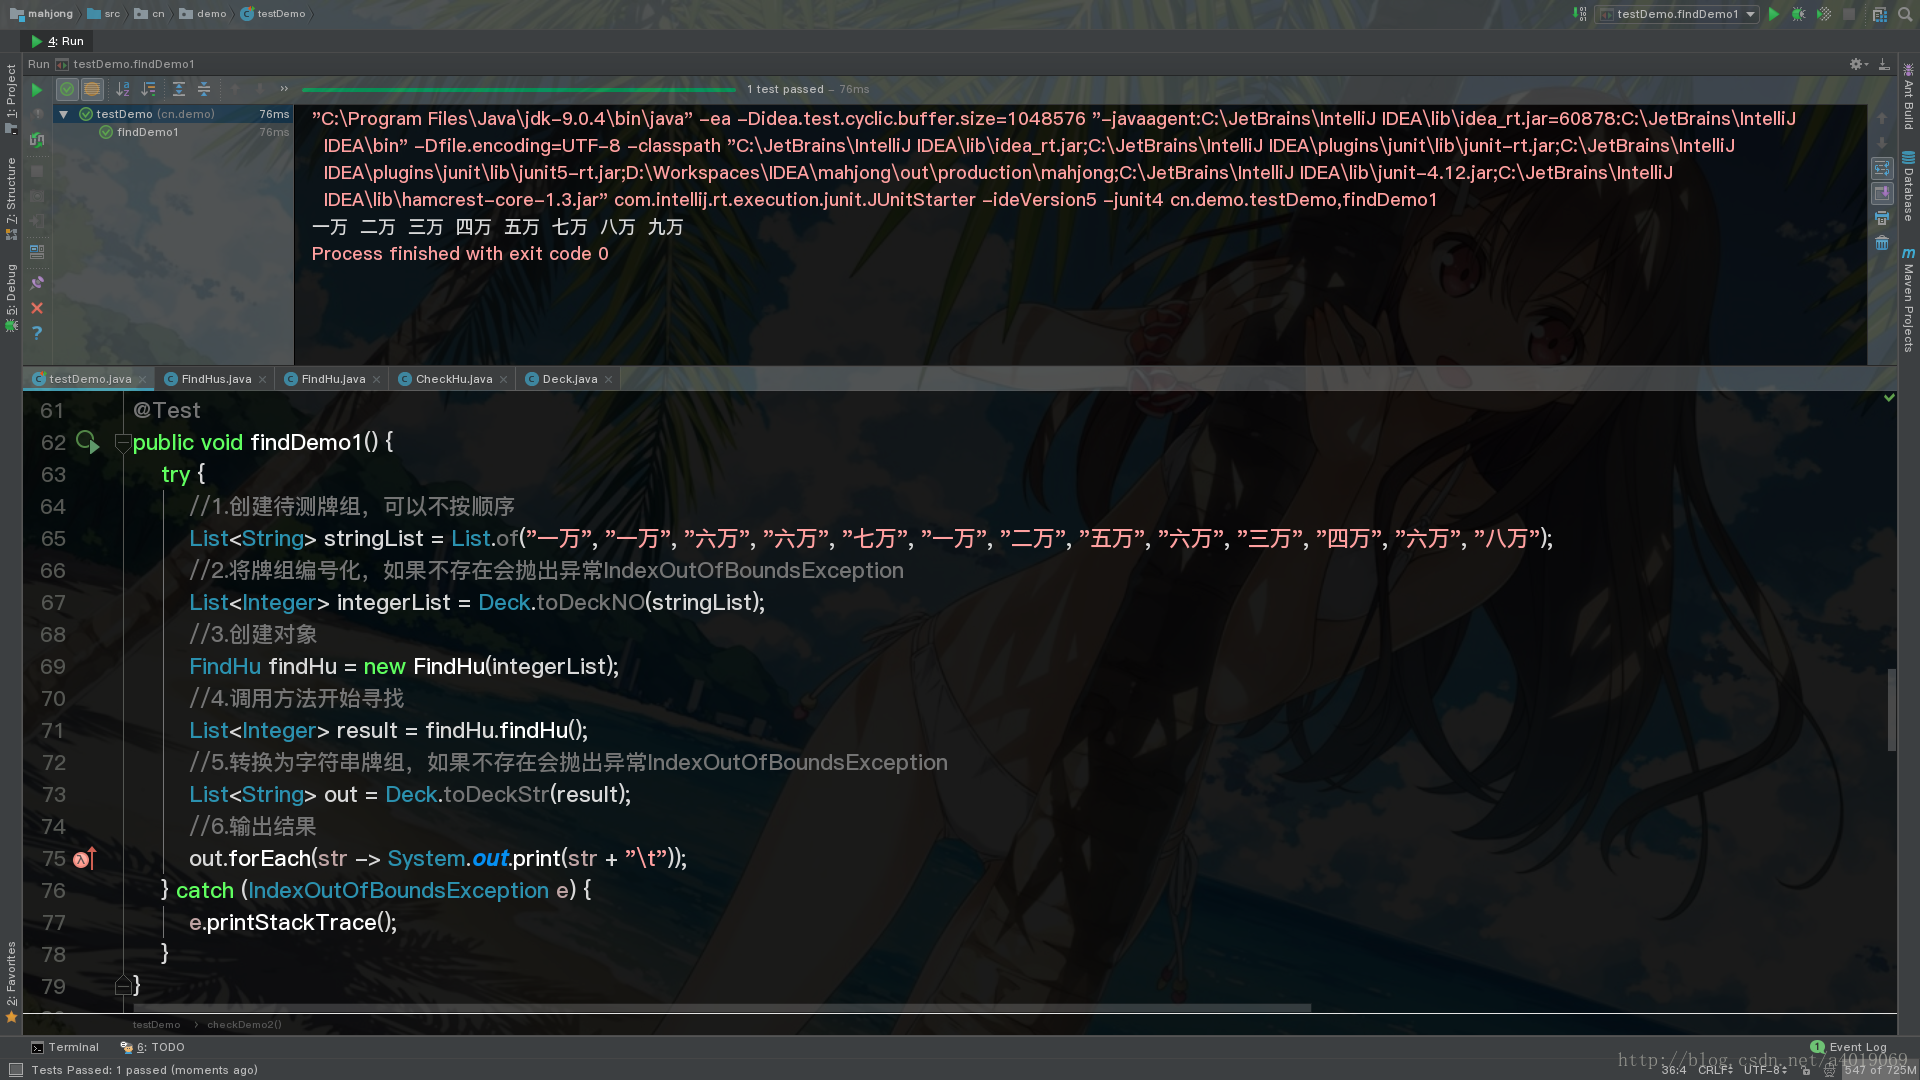 mahjong src cn demo testDemo testDemo.findDemo1
4: Run
Run testDemo.findDemo1
1 test passed – 76ms
testDemo (cn.demo) 76ms
findDemo1 76ms
"C:\Program Files\Java\jdk-9.0.4\bin\java" -ea -Didea.test.cyclic.buffer.size=1048576 "-javaagent:C:\JetBrains\IntelliJ IDEA\lib\idea_rt.jar=60878:C:\JetBrains\IntelliJ
IDEA\bin" -Dfile.encoding=UTF-8 -classpath "C:\JetBrains\IntelliJ IDEA\lib\idea_rt.jar;C:\JetBrains\IntelliJ IDEA\plugins\junit\lib\junit-rt.jar;C:\JetBrains\IntelliJ
IDEA\plugins\junit\lib\junit5-rt.jar;D:\Workspaces\IDEA\mahjong\out\production\mahjong;C:\JetBrains\IntelliJ IDEA\lib\junit-4.12.jar;C:\JetBrains\IntelliJ
IDEA\lib\hamcrest-core-1.3.jar" com.intellij.rt.execution.junit.JUnitStarter -ideVersion5 -junit4 cn.demo.testDemo,findDemo1
一万 二万 三万 四万 五万 七万 八万 九万
Process finished with exit code 0
testDemo.java FindHus.java FindHu.java CheckHu.java Deck.java
61 @Test
62 public void findDemo1() {
63 try {
64 //1.创建待测牌组，可以不按顺序
65 List<String> stringList = List.of("一万", "一万", "六万", "六万", "七万", "一万", "二万", "五万", "六万", "三万", "四万", "六万", "八万");
66 //2.将牌组编号化，如果不存在会抛出异常IndexOutOfBoundsException
67 List<Integer> integerList = Deck.toDeckNO(stringList);
68 //3.创建对象
69 FindHu findHu = new FindHu(integerList);
70 //4.调用方法开始寻找
71 List<Integer> result = findHu.findHu();
72 //5.转换为字符串牌组，如果不存在会抛出异常IndexOutOfBoundsException
73 List<String> out = Deck.toDeckStr(result);
74 //6.输出结果
75 out.forEach(str -> System.out.print(str + "\t"));
76 } catch (IndexOutOfBoundsException e) {
77 e.printStackTrace();
78 }
79 }
testDemo › checkDemo2()
1: Project
7: Structure
5: Debug
2: Favorites
Ant Build
Database
Maven Projects
Terminal 6: TODO 1 Event Log
http://blog.csdn.net/a4019069
Tests Passed: 1 passed (moments ago) 36:4 CRLF UTF-8 547 of 725M